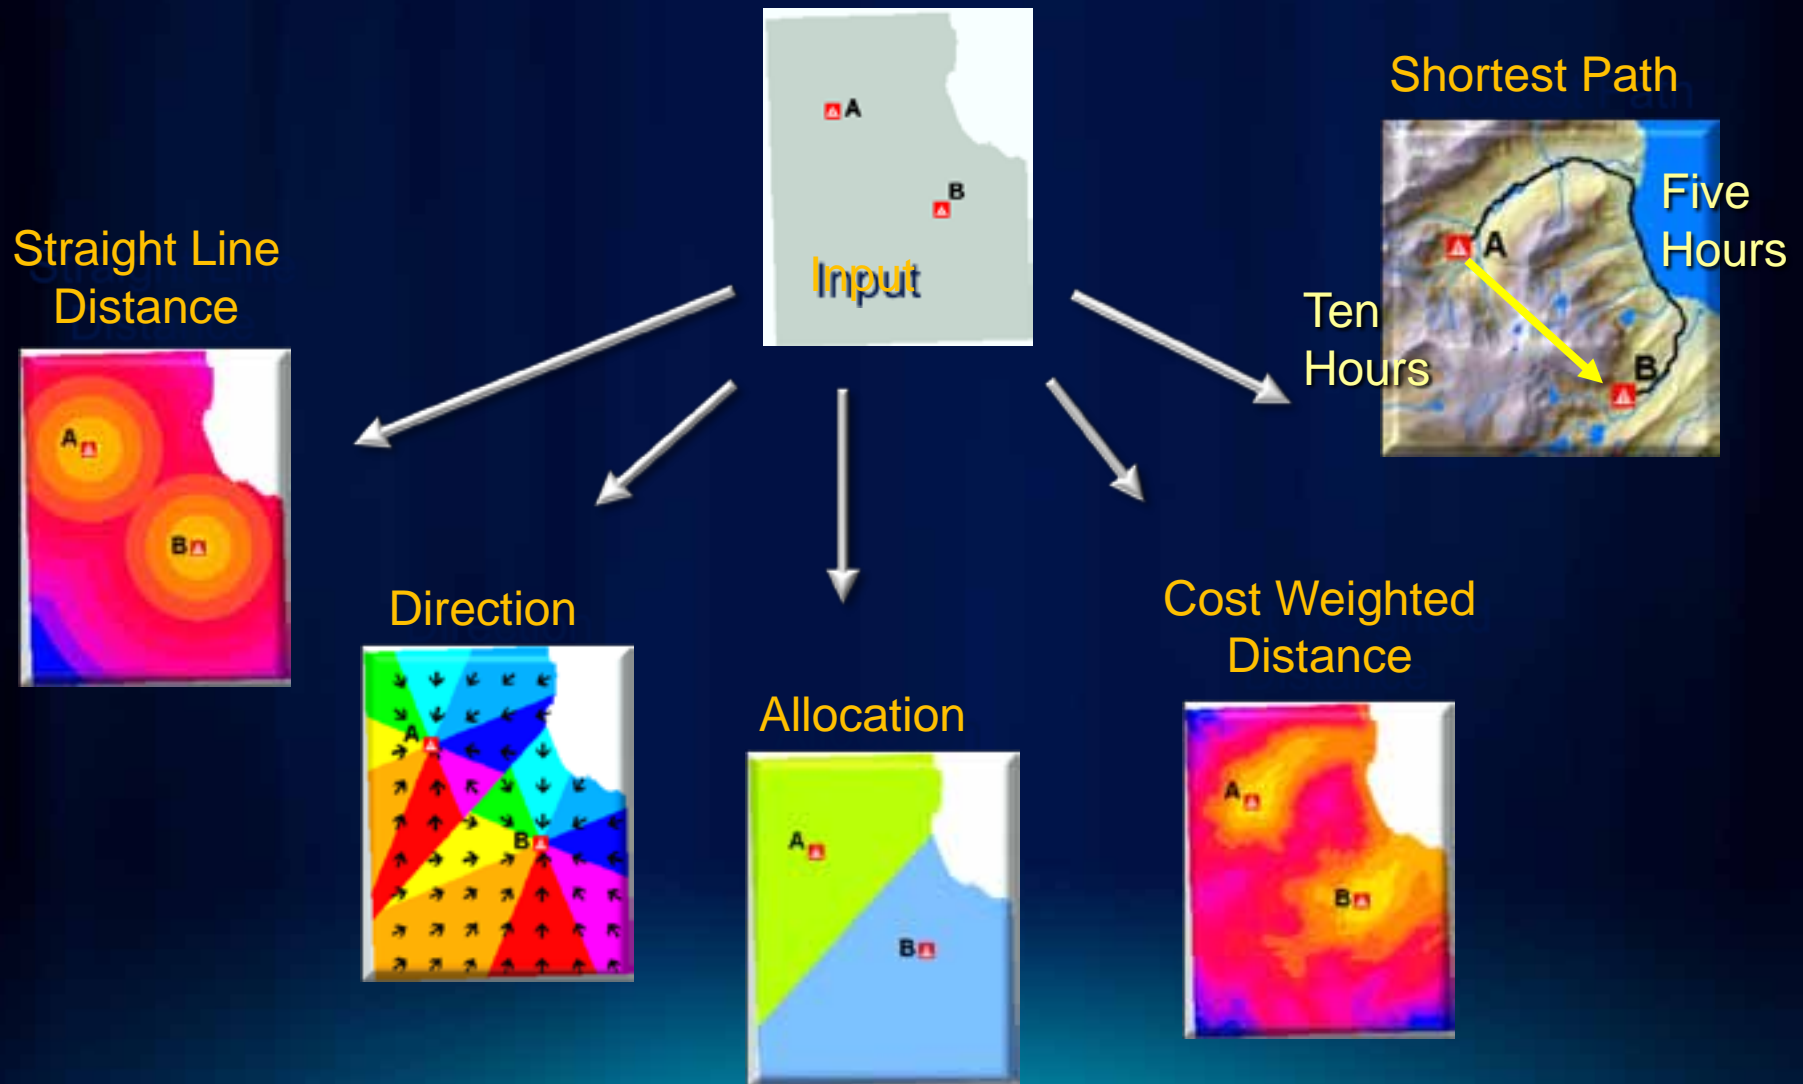 A
B
Input
Shortest Path
A
B
Five
Hours
Ten
Hours
Straight Line
Distance
A
B
Direction
A
B
Allocation
A
B
Cost Weighted
Distance
A
B